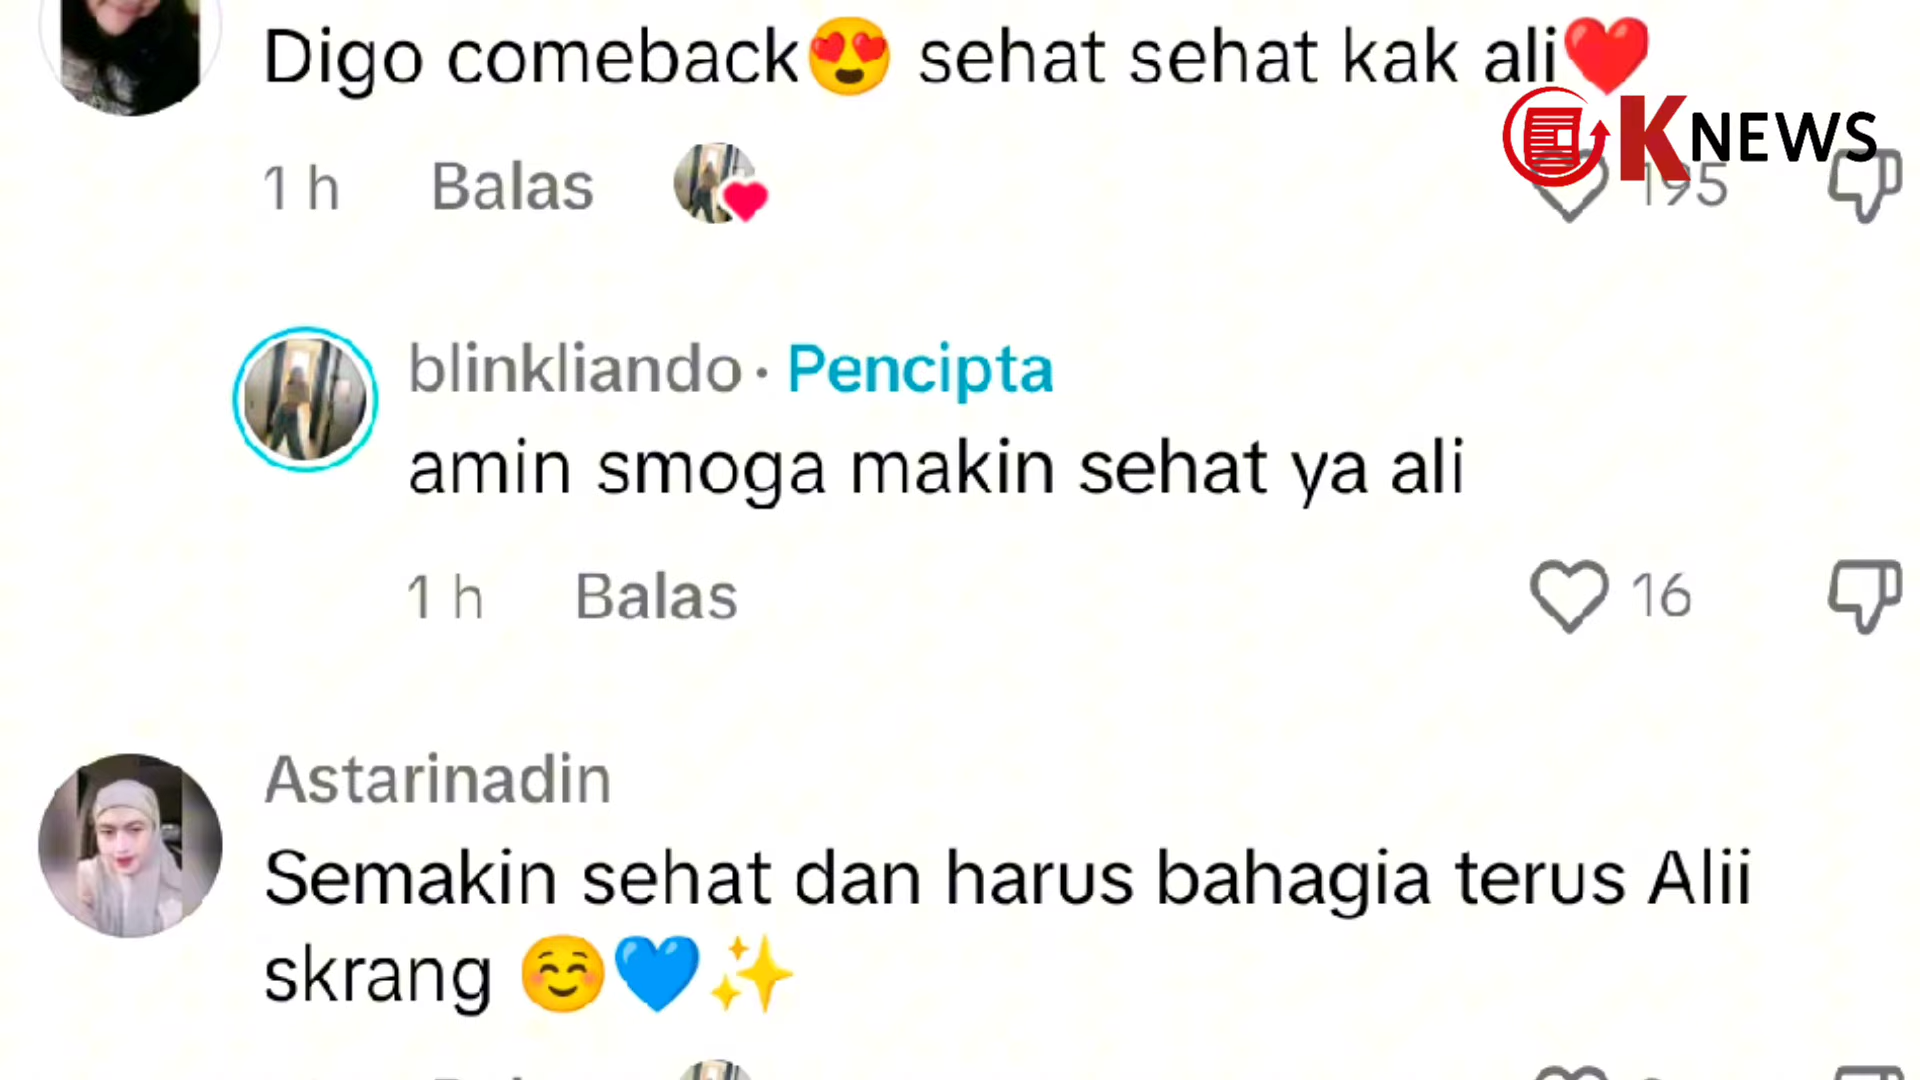 Digo comeback😍 sehat sehat kak ali❤️
KNEWS
1 h Balas 195
blinkliando · Pencipta
amin smoga makin sehat ya ali
1 h Balas 16
Astarinadin
Semakin sehat dan harus bahagia terus Alii
skrang ☺️💙✨